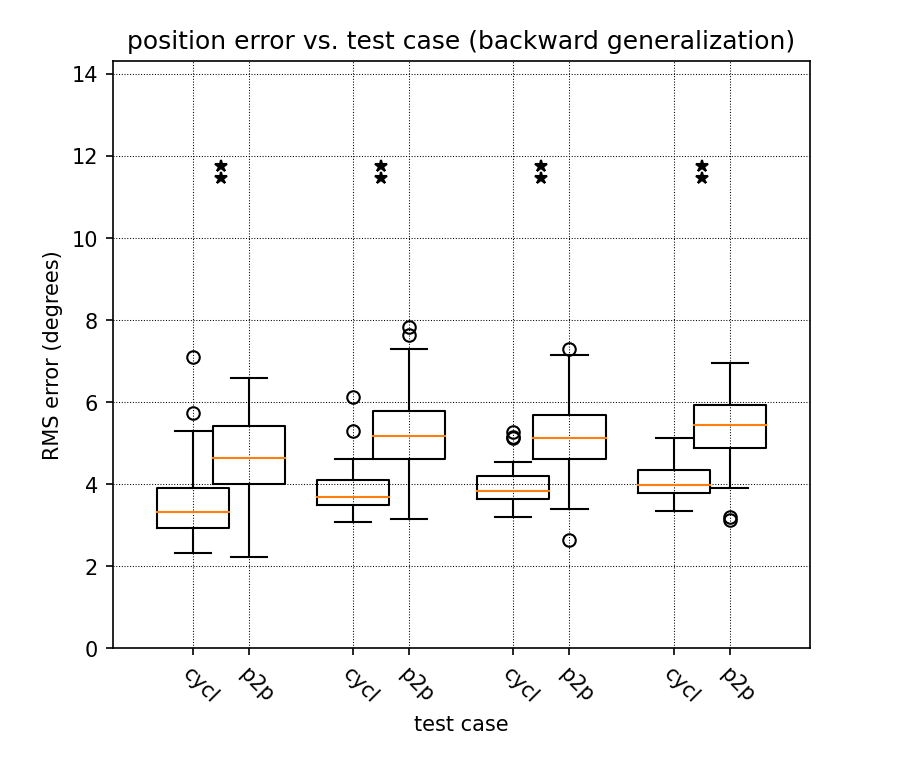 position error vs. test case (backward generalization)
RMS error (degrees)
14
12
10
8
6
4
2
0
cycl p2p cycl p2p cycl p2p cycl p2p
test case